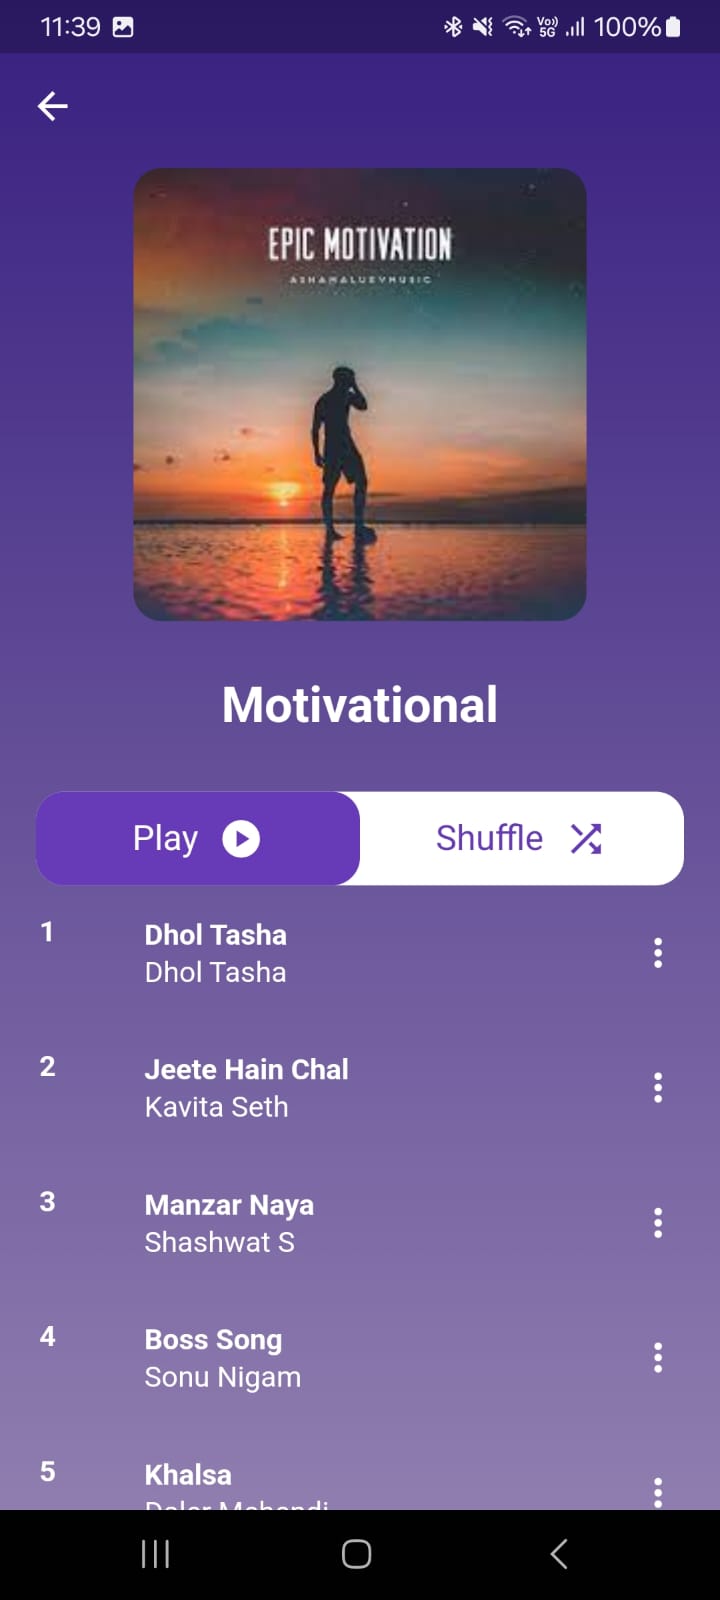 11:39 Vo) 5G 100%
EPIC MOTIVATION
ASHAMALUEVMUSIC
Motivational
Play Shuffle
1 Dhol Tasha
Dhol Tasha
2 Jeete Hain Chal
Kavita Seth
3 Manzar Naya
Shashwat S
4 Boss Song
Sonu Nigam
5 Khalsa